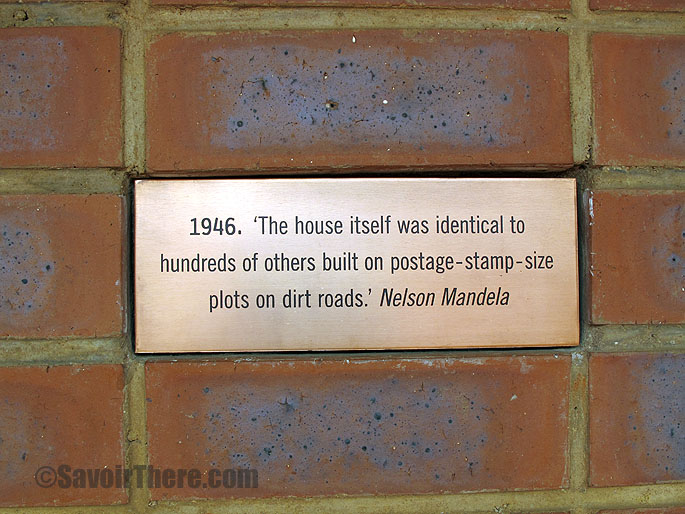 1946. ‘The house itself was identical to
hundreds of others built on postage-stamp-size
plots on dirt roads.’ Nelson Mandela
©SavoirThere.com